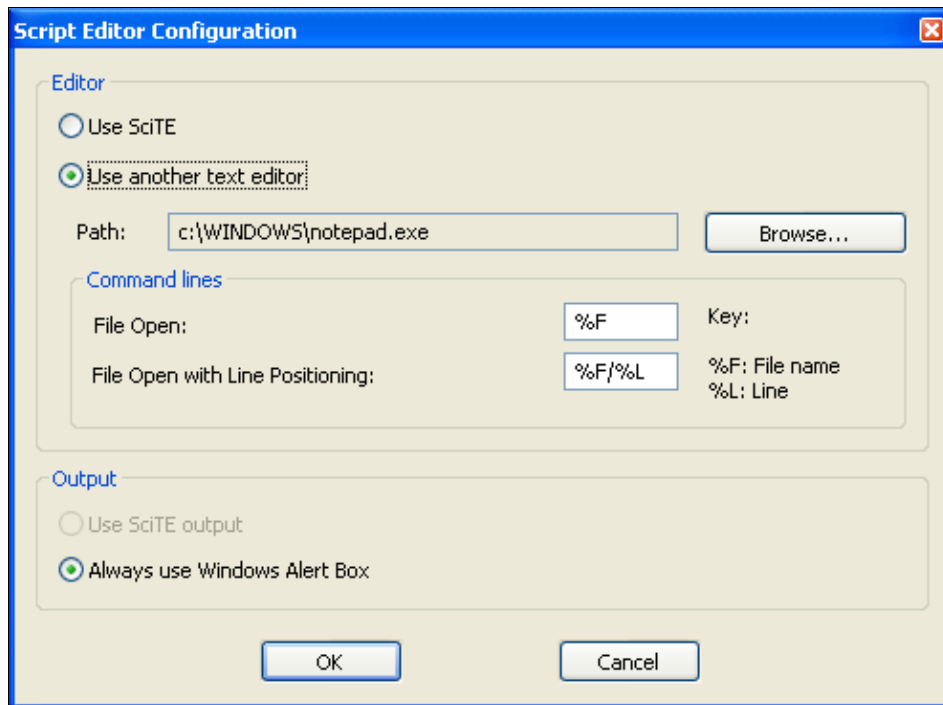 Script Editor Configuration
Editor
Use SciTE
Use another text editor
Path: c:\WINDOWS\notepad.exe Browse...
Command lines
File Open: %F Key:
File Open with Line Positioning: %F/%L %F: File name
%L: Line
Output
Use SciTE output
Always use Windows Alert Box
OK Cancel